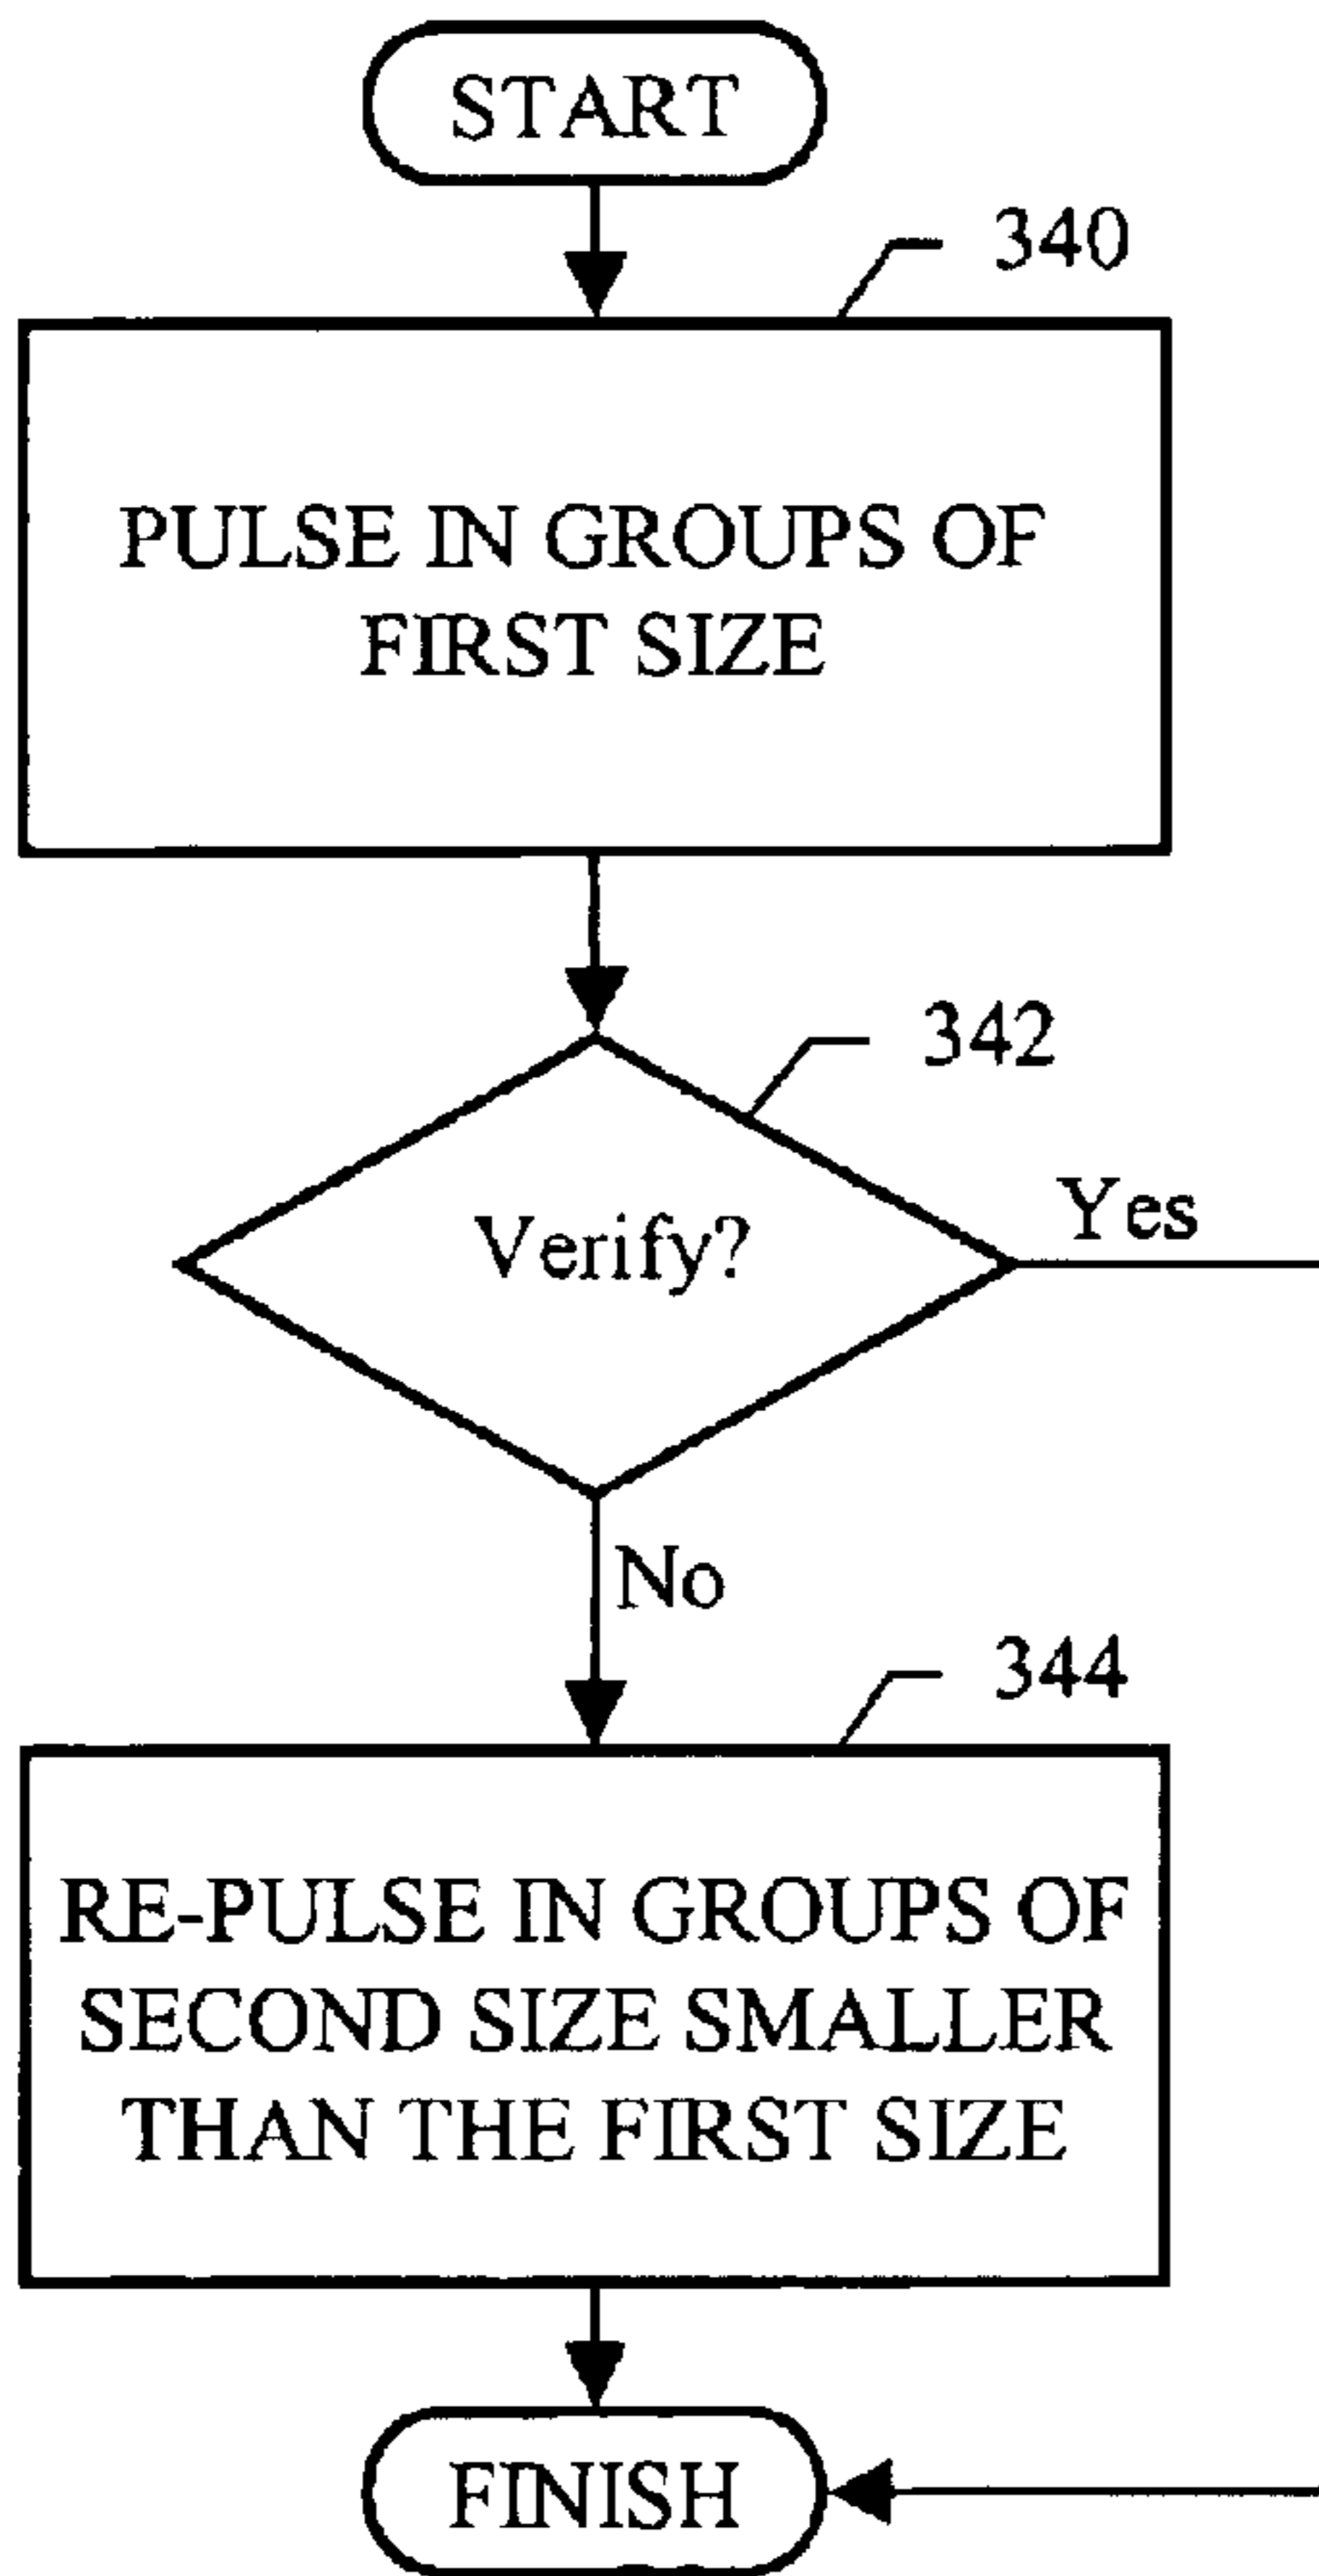 START
340
PULSE IN GROUPS OF
FIRST SIZE
342
Verify?
Yes
No
344
RE-PULSE IN GROUPS OF
SECOND SIZE SMALLER
THAN THE FIRST SIZE
FINISH